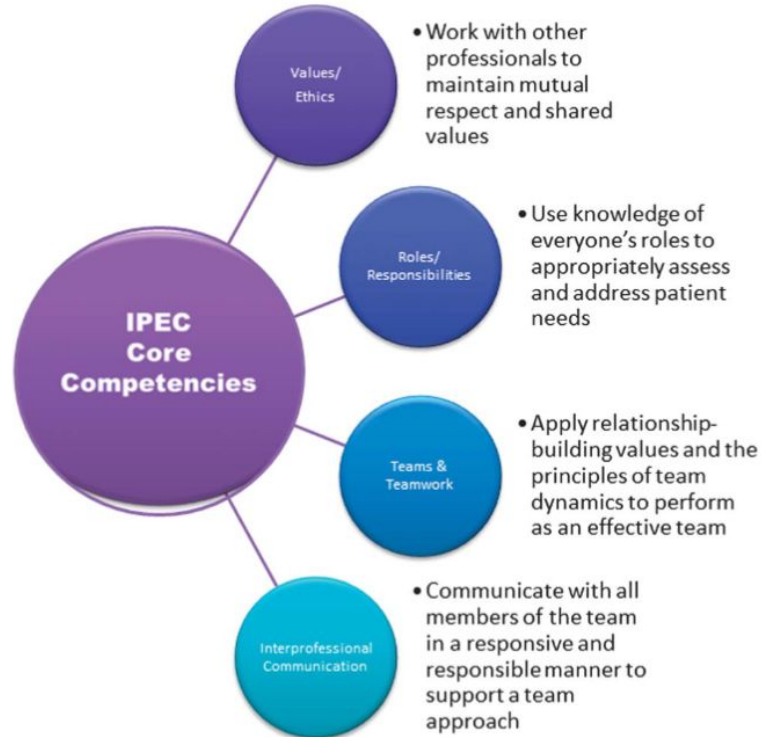 Values/
Ethics
• Work with other
professionals to
maintain mutual
respect and shared
values
IPEC
Core
Competencies
Roles/
Responsibilities
• Use knowledge of
everyone's roles to
appropriately assess
and address patient
needs
Teams &
Teamwork
• Apply relationship-
building values and the
principles of team
dynamics to perform
as an effective team
Interprofessional
Communication
• Communicate with all
members of the team
in a responsive and
responsible manner to
support a team
approach